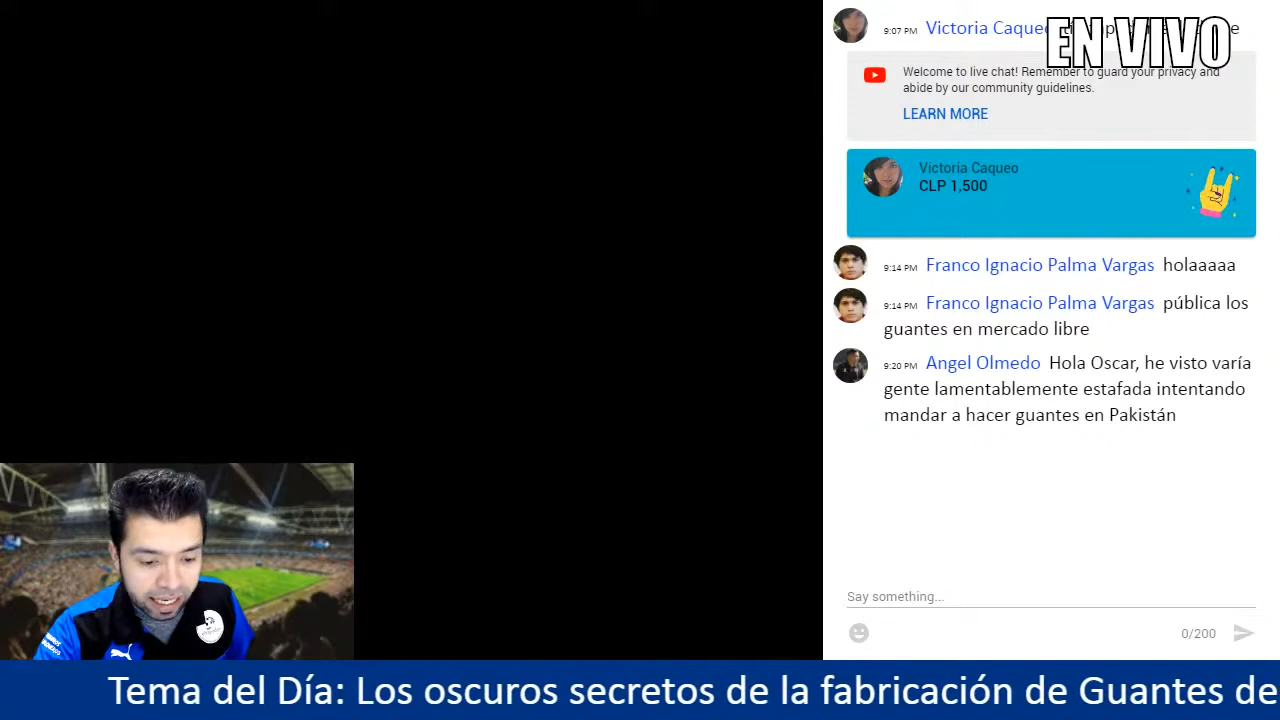 9:07 PM Victoria Caqueo
EN VIVO
Welcome to live chat! Remember to guard your privacy and
abide by our community guidelines.
LEARN MORE
Victoria Caqueo
CLP 1,500
9:14 PM Franco Ignacio Palma Vargas holaaaaa
9:14 PM Franco Ignacio Palma Vargas pública los
guantes en mercado libre
9:20 PM Angel Olmedo Hola Oscar, he visto varía
gente lamentablemente estafada intentando
mandar a hacer guantes en Pakistán
Say something...
0/200
Tema del Día: Los oscuros secretos de la fabricación de Guantes de